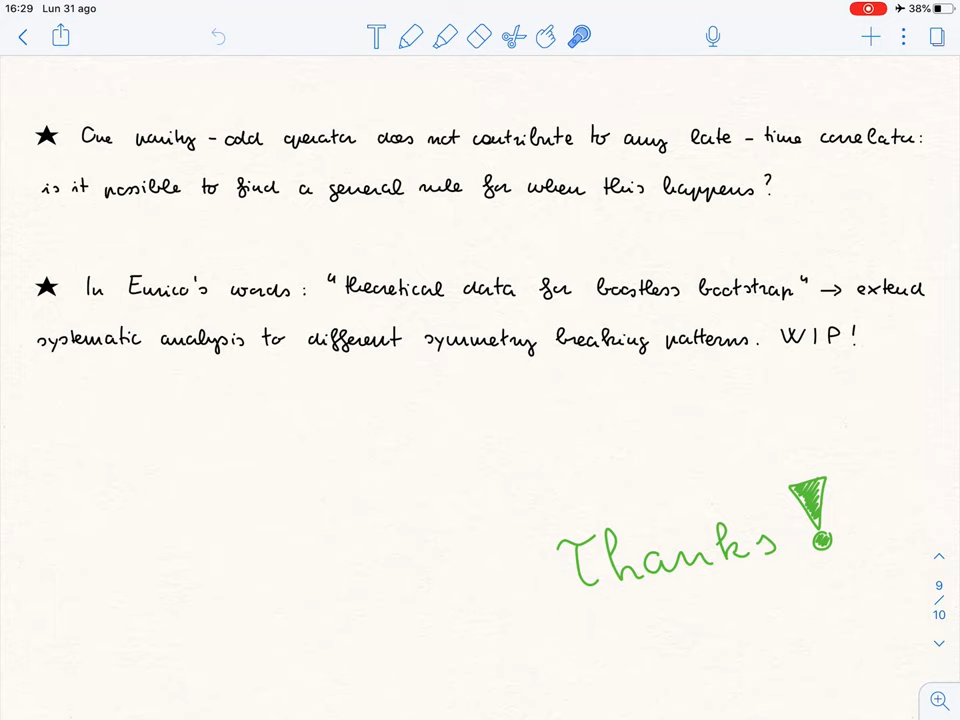 16:29 Lun 31 ago 38%
★ One parity-odd operator does not contribute to any late-time correlator:
is it possible to find a general rule for when this happens?
★ In Enrico's words: "theoretical data for boostless bootstrap" → extend
systematic analysis to different symmetry breaking patterns. WIP!
Thanks!
9
/
10